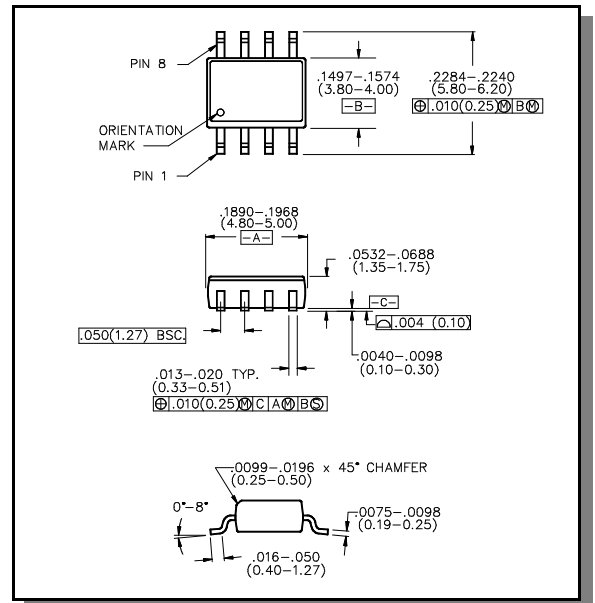 PIN 8
.1497–.1574
(3.80–4.00)
–B–
.2284–.2240
(5.80–6.20)
⌖ .010(0.25)Ⓜ B Ⓜ
ORIENTATION
MARK
PIN 1
.1890–.1968
(4.80–5.00)
–A–
.0532–.0688
(1.35–1.75)
–C–
⌓ .004 (0.10)
.050(1.27) BSC.
.0040–.0098
(0.10–0.30)
.013–.020 TYP.
(0.33–0.51)
⌖ .010(0.25)Ⓜ C A Ⓜ B Ⓢ
.0099–.0196 x 45° CHAMFER
(0.25–0.50)
0°–8°
.0075–.0098
(0.19–0.25)
.016–.050
(0.40–1.27)